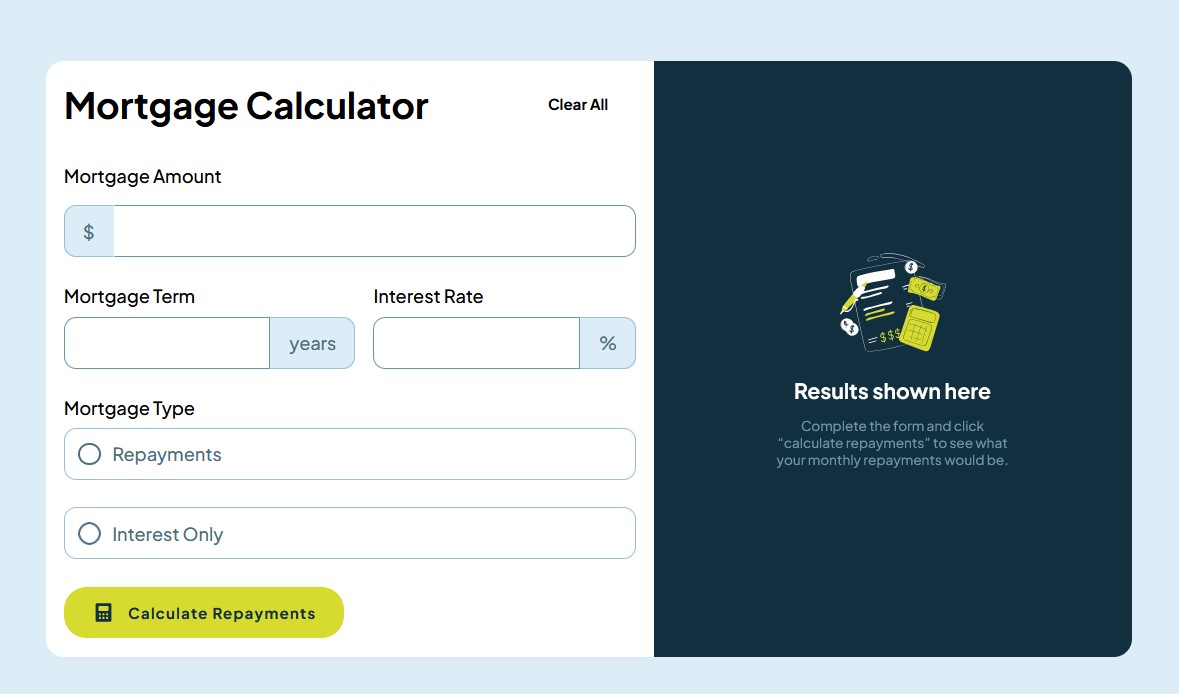 Mortgage Calculator
Clear All
Mortgage Amount
$
Mortgage Term
Interest Rate
years
%
Mortgage Type
Repayments
Interest Only
Calculate Repayments
$
$
$ $ $
Results shown here
Complete the form and click
“calculate repayments” to see what
your monthly repayments would be.